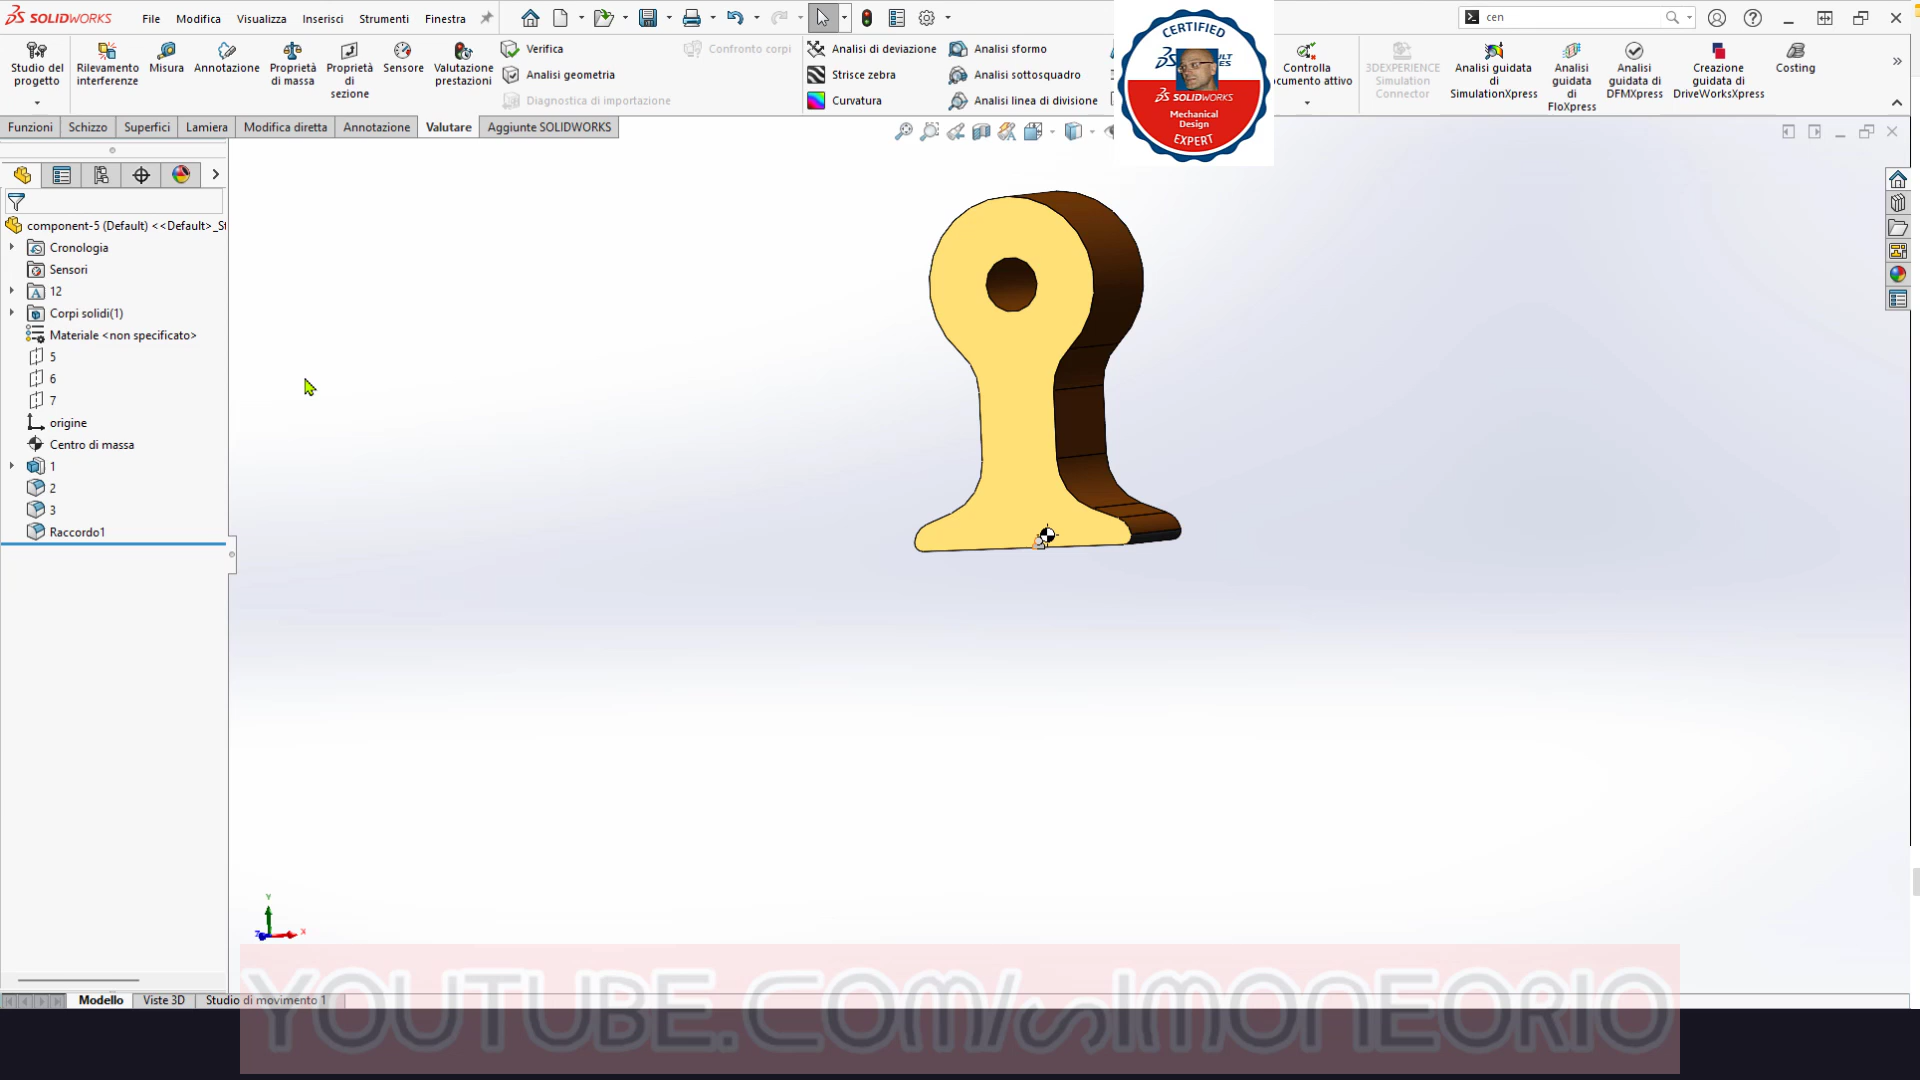 SOLIDWORKS
File
Modifica
Visualizza
Inserisci
Strumenti
Finestra
cen
Studio del progetto
Rilevamento interferenze
Misura
Annotazione
Proprietà di massa
Proprietà di sezione
Sensore
Valutazione prestazioni
Verifica
Analisi geometria
Diagnostica di importazione
Confronto corpi
Analisi di deviazione
Strisce zebra
Curvatura
Analisi sformo
Analisi sottosquadro
Analisi linea di divisione
CERTIFIED
SOLIDWORKS
Mechanical
Design
EXPERT
Controlla
ocumento attivo
3DEXPERIENCE
Simulation
Connector
Analisi guidata
di
SimulationXpress
Analisi
guidata
di
FloXpress
Analisi
guidata di
DFMXpress
Creazione
guidata di
DriveWorksXpress
Costing
Funzioni
Schizzo
Superfici
Lamiera
Modifica diretta
Annotazione
Valutare
Aggiunte SOLIDWORKS
component-5 (Default) <<Default>_St
Cronologia
Sensori
12
Corpi solidi(1)
Materiale <non specificato>
5
6
7
origine
Centro di massa
1
2
3
Raccordo1
Y
Z
X
Modello
Viste 3D
Studio di movimento 1
YOUTUBE.COM/SIMONEORIO